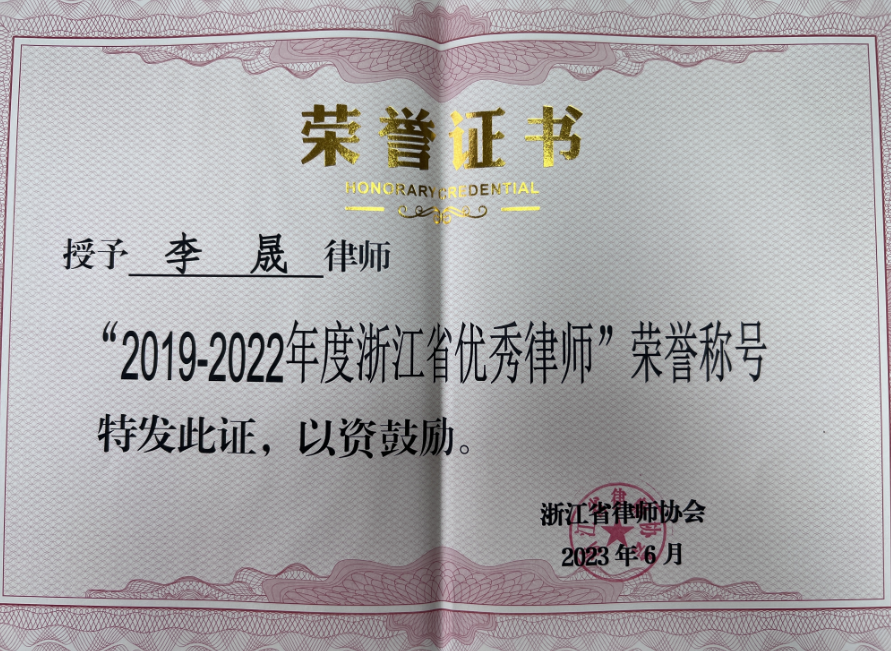 荣誉证书
HONORARY CREDENTIAL
授予 李 晟 律师
“2019-2022年度浙江省优秀律师”荣誉称号
特发此证，以资鼓励。
浙江省律师协会
2023年6月